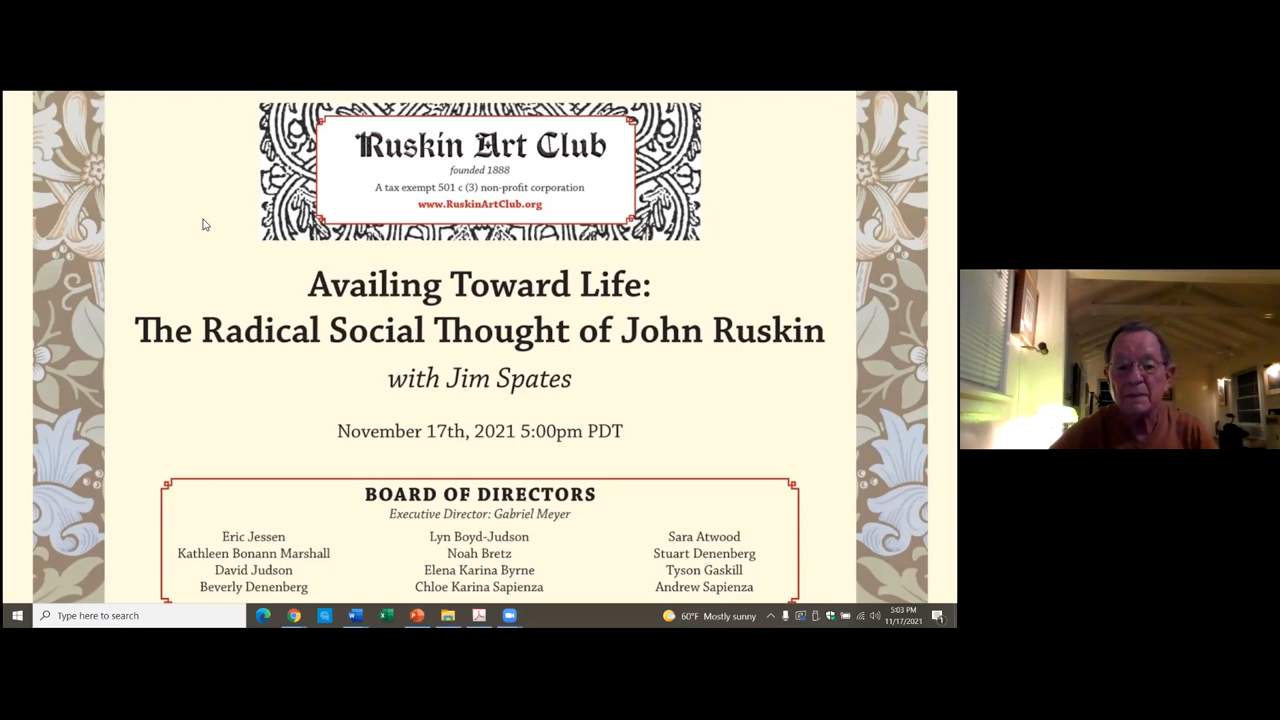 Ruskin Art Club
founded 1888
A tax exempt 501 c (3) non-profit corporation
www.RuskinArtClub.org
Availing Toward Life:
The Radical Social Thought of John Ruskin
with Jim Spates
November 17th, 2021 5:00pm PDT
BOARD OF DIRECTORS
Executive Director: Gabriel Meyer
Eric Jessen Lyn Boyd-Judson Sara Atwood
Kathleen Bonann Marshall Noah Bretz Stuart Denenberg
David Judson Elena Karina Byrne Tyson Gaskill
Beverly Denenberg Chloe Karina Sapienza Andrew Sapienza
Type here to search
60°F Mostly sunny
5:03 PM
11/17/2021